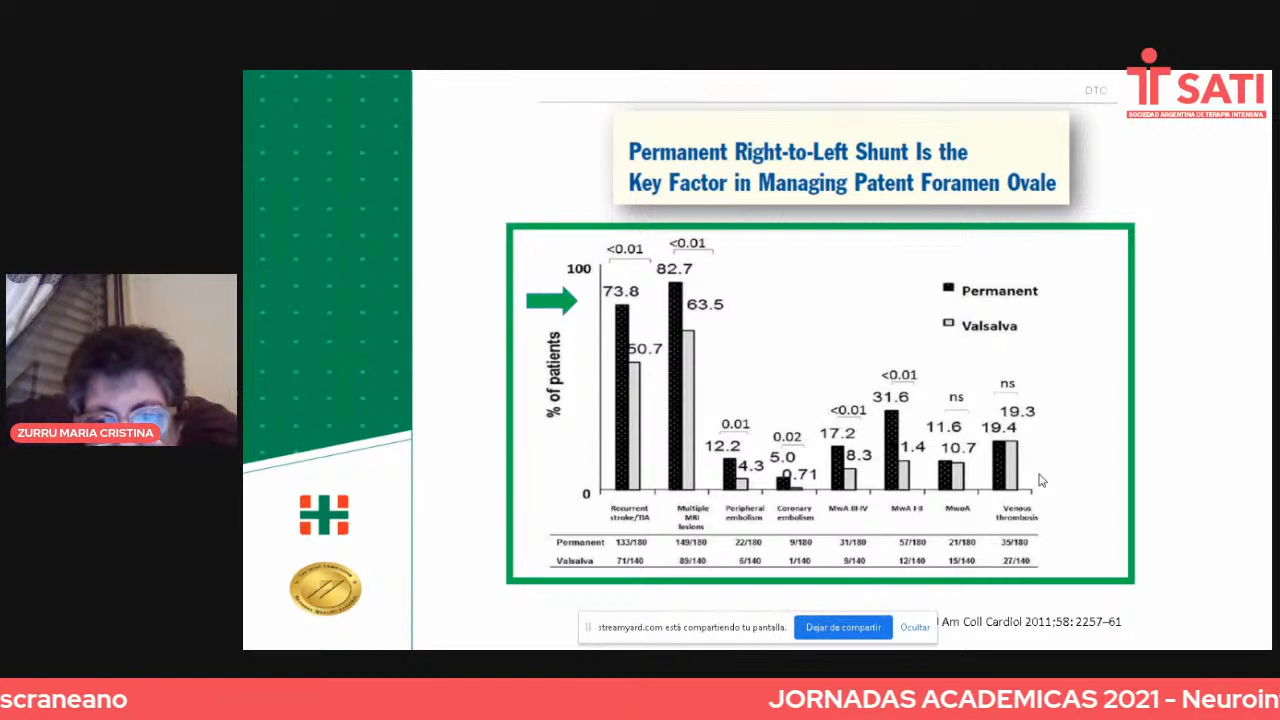 DTC
SATI
SOCIEDAD ARGENTINA DE TERAPIA INTENSIVA
Permanent Right-to-Left Shunt Is the
Key Factor in Managing Patent Foramen Ovale
<0.01
<0.01
100
82.7
73.8
63.5
50.7
Permanent
Valsalva
% of patients
0.01
12.2
4.3
0.02
5.0
0.71
<0.01
17.2
8.3
<0.01
31.6
1.4
ns
11.6
10.7
ns
19.3
19.4
0
Recurrent stroke/TIA
Multiple MRI lesions
Peripheral embolism
Coronary embolism
MwA III-IV
MwA I-II
MwoA
Venous thrombosis
Permanent 133/180 149/180 22/180 9/180 31/180 57/180 21/180 35/180
Valsalva 71/140 89/140 6/140 1/140 9/140 12/140 15/140 27/140
ZURRU MARIA CRISTINA
streamyard.com está compartiendo tu pantalla.
Dejar de compartir
Ocultar
Am Coll Cardiol 2011;58: 2257–61
scraneano
JORNADAS ACADEMICAS 2021 - Neuroin